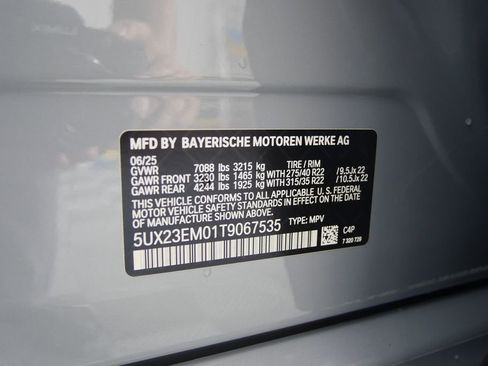 MFD BY BAYERISCHE MOTOREN WERKE AG
06/25
GVWR 7088 lbs 3215 kg TIRE / RIM
GAWR FRONT 3230 lbs 1465 kg WITH 275/40 R22 /9.5Jx 22
GAWR REAR 4244 lbs 1925 kg WITH 315/35 R22 /10.5Jx 22
THIS VEHICLE CONFORMS TO ALL APPLICABLE U. S. FEDERAL
MOTOR VEHICLE SAFETY STANDARDS IN EFFECT ON THE DATE
OF MANUFACTURE SHOWN ABOVE.
5UX23EM01T9067535 TYPE: MPV
C4P
7 320 729